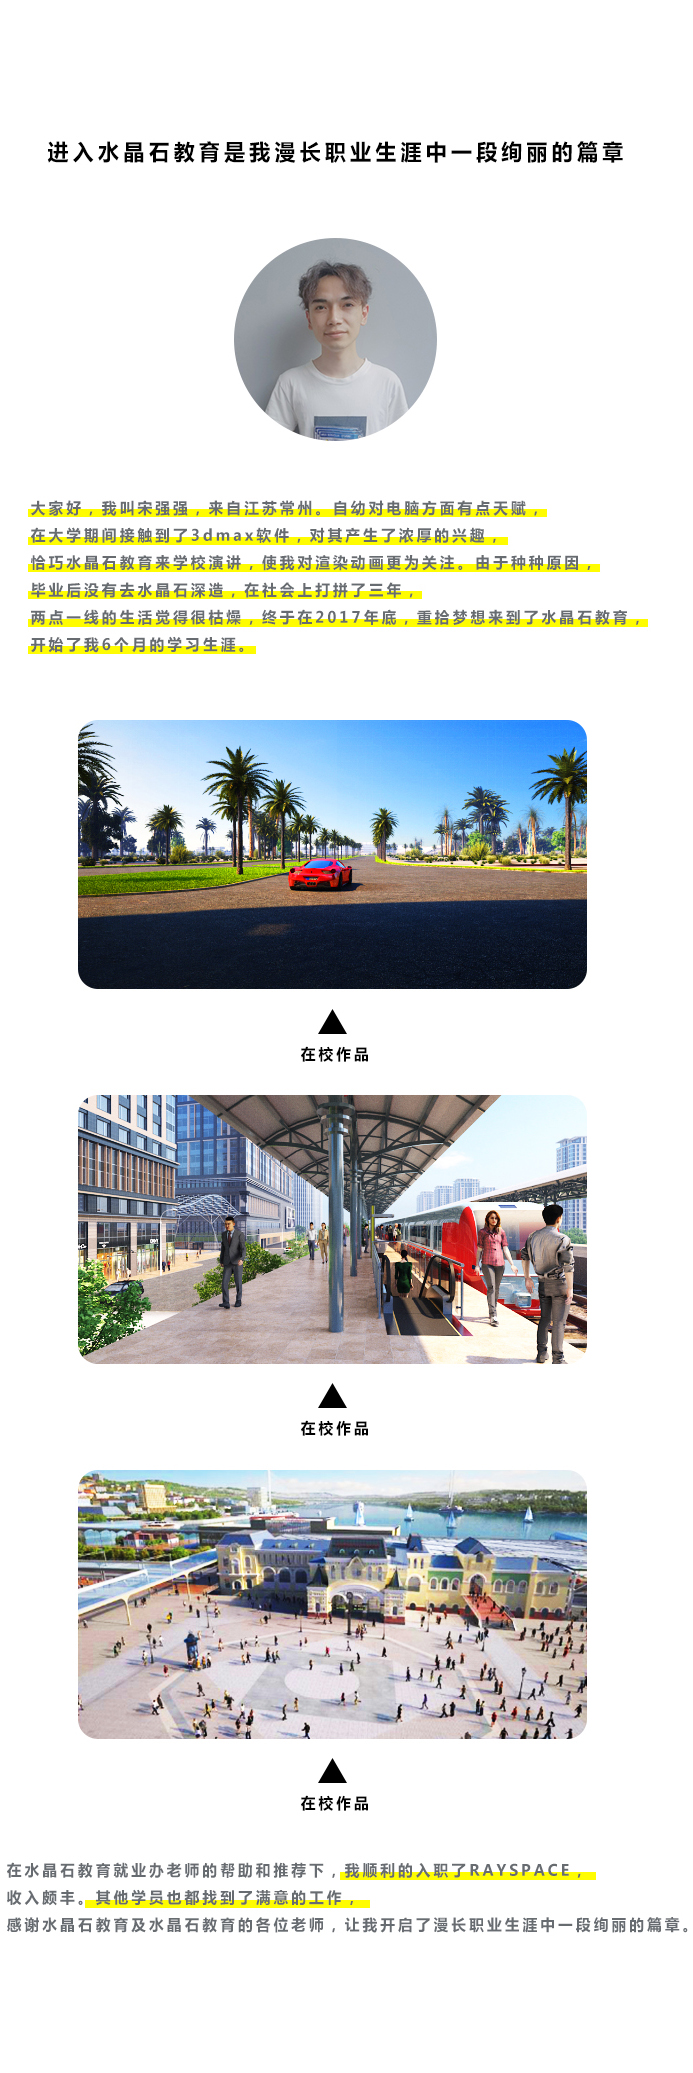 进入水晶石教育是我漫长职业生涯中一段绚丽的篇章
大家好，我叫宋强强，来自江苏常州。自幼对电脑方面有点天赋，
在大学期间接触到了3dmax软件，对其产生了浓厚的兴趣，
恰巧水晶石教育来学校演讲，使我对渲染动画更为关注。由于种种原因，
毕业后没有去水晶石深造，在社会上打拼了三年，
两点一线的生活觉得很枯燥，终于在2017年底，重拾梦想来到了水晶石教育，
开始了我6个月的学习生涯。
在校作品
在校作品
在校作品
在水晶石教育就业办老师的帮助和推荐下，我顺利的入职了RAYSPACE，
收入颇丰。其他学员也都找到了满意的工作，
感谢水晶石教育及水晶石教育的各位老师，让我开启了漫长职业生涯中一段绚丽的篇章。